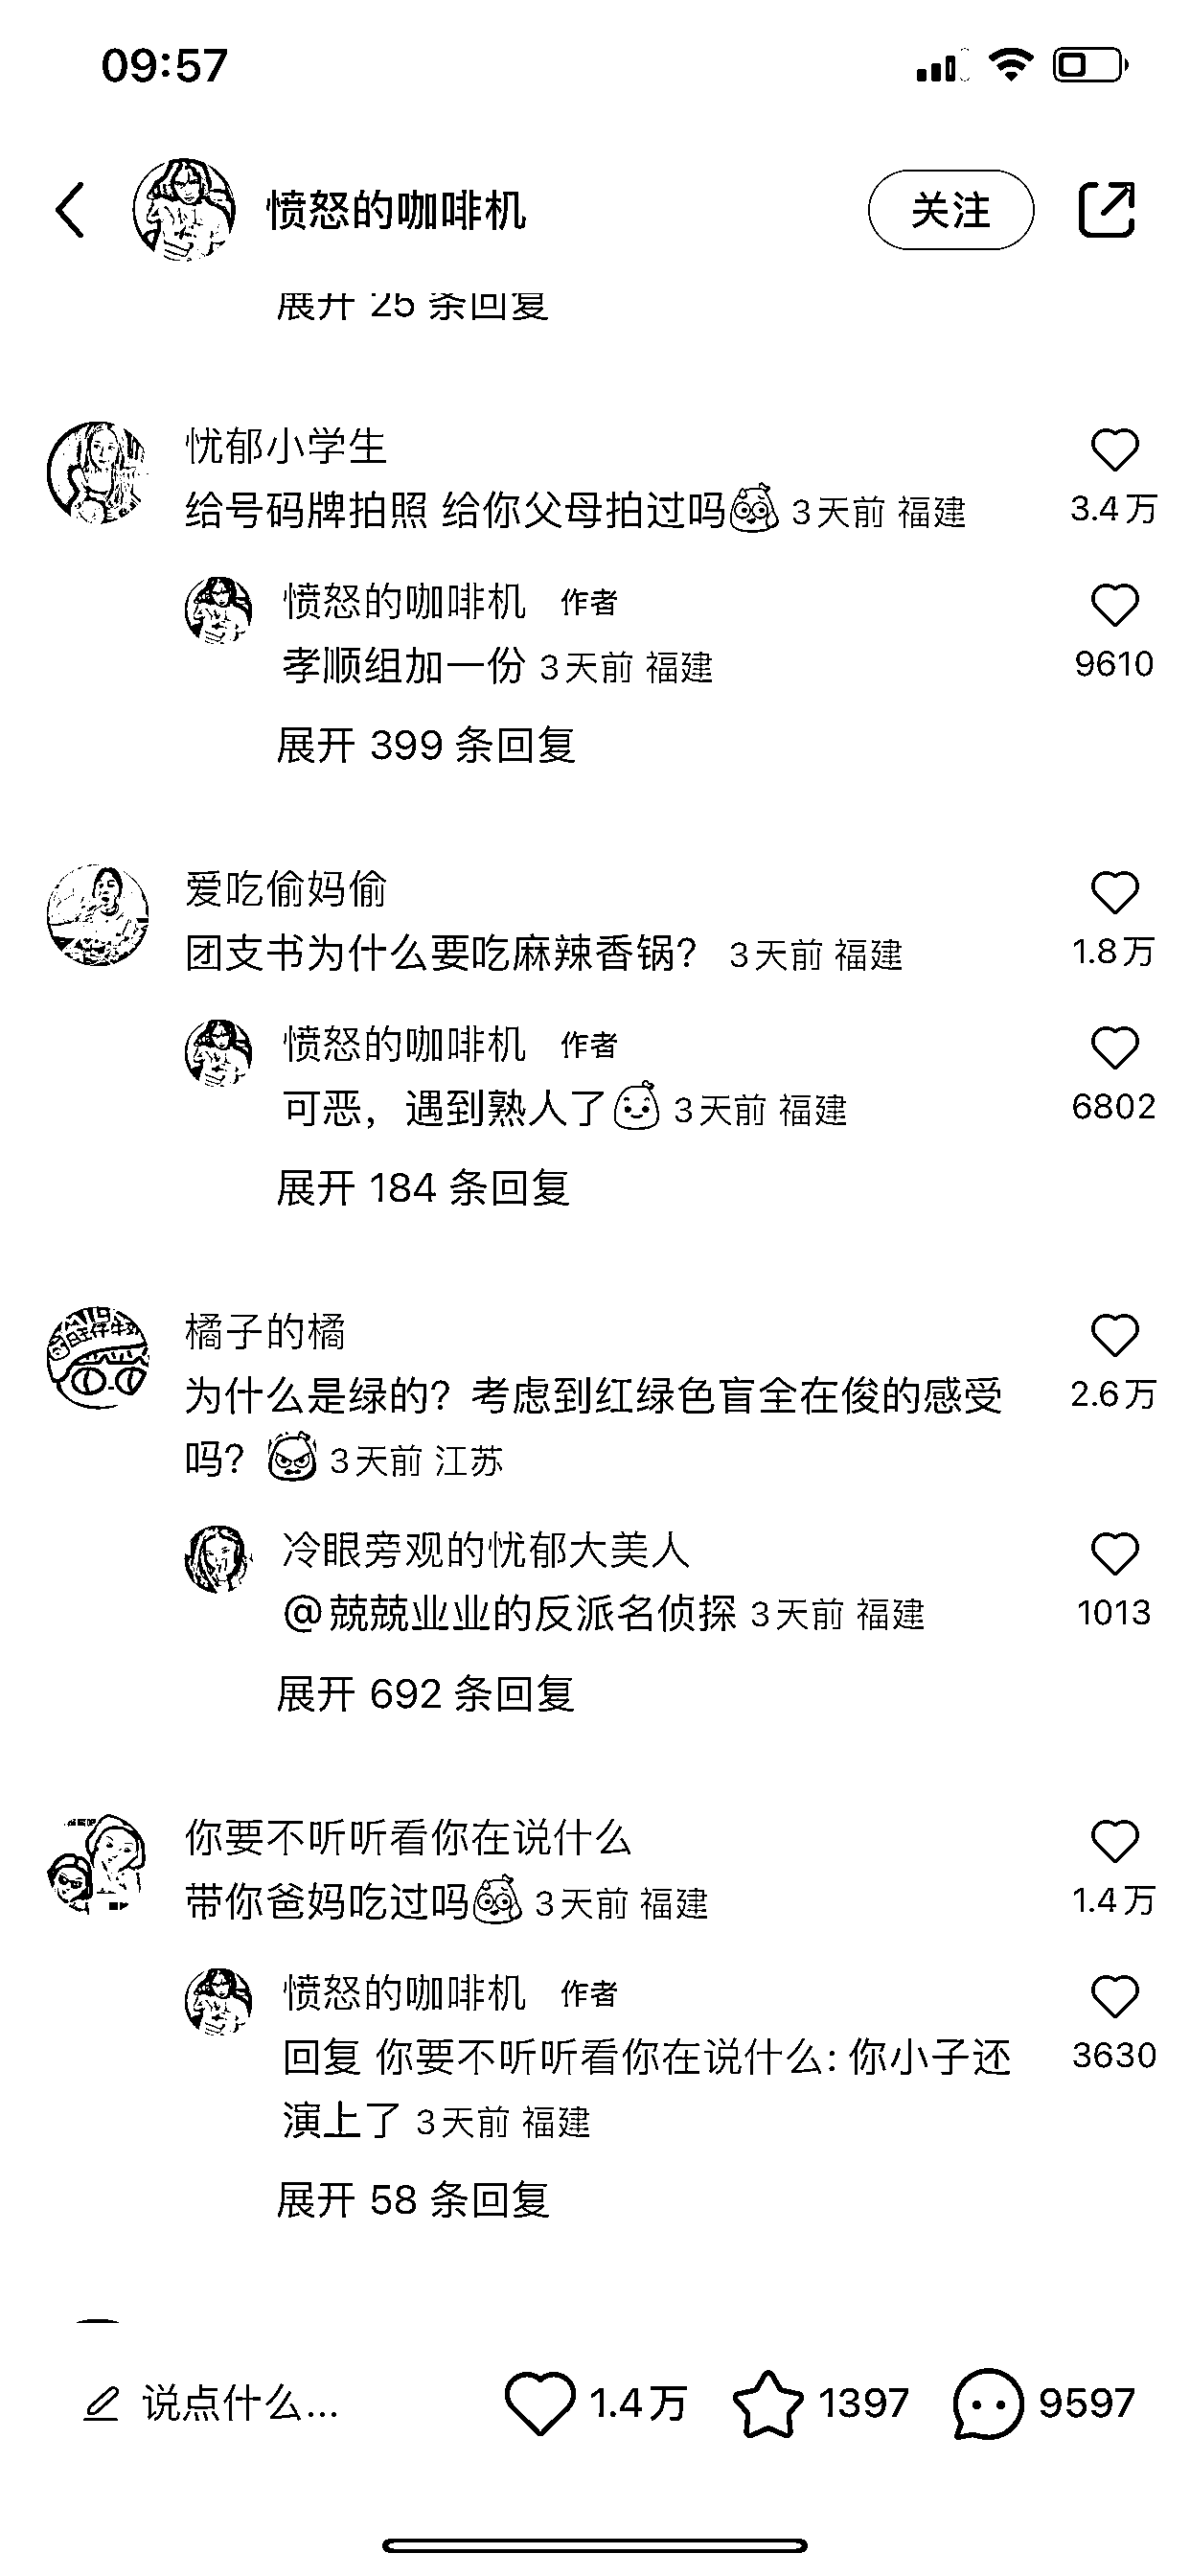 09:57
愤怒的咖啡机
关注
展开 25 条回复
忧郁小学生
给号码牌拍照 给你父母拍过吗 3天前 福建
3.4万
愤怒的咖啡机 作者
孝顺组加一份 3天前 福建
9610
展开 399 条回复
爱吃偷妈偷
团支书为什么要吃麻辣香锅? 3天前 福建
1.8万
愤怒的咖啡机 作者
可恶，遇到熟人了 3天前 福建
6802
展开 184 条回复
橘子的橘
为什么是绿的？考虑到红绿色盲全在俊的感受
吗？ 3天前 江苏
2.6万
冷眼旁观的忧郁大美人
@兢兢业业的反派名侦探 3天前 福建
1013
展开 692 条回复
你要不听听看你在说什么
带你爸妈吃过吗 3天前 福建
1.4万
愤怒的咖啡机 作者
回复 你要不听听看你在说什么: 你小子还
演上了 3天前 福建
3630
展开 58 条回复
说点什么...
1.4万
1397
9597